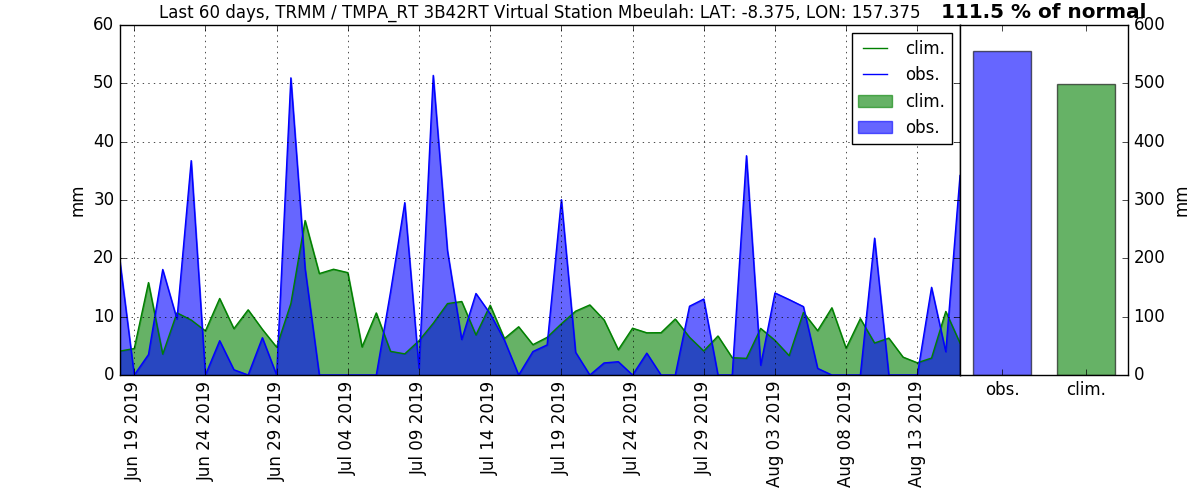 Last 60 days, TRMM / TMPA_RT 3B42RT Virtual Station Mbeulah: LAT: -8.375, LON: 157.375
111.5 % of normal
60
50
40
30
20
10
0
mm
clim.
obs.
clim.
obs.
Jun 19 2019
Jun 24 2019
Jun 29 2019
Jul 04 2019
Jul 09 2019
Jul 14 2019
Jul 19 2019
Jul 24 2019
Jul 29 2019
Aug 03 2019
Aug 08 2019
Aug 13 2019
600
500
400
300
200
100
0
mm
obs.
clim.